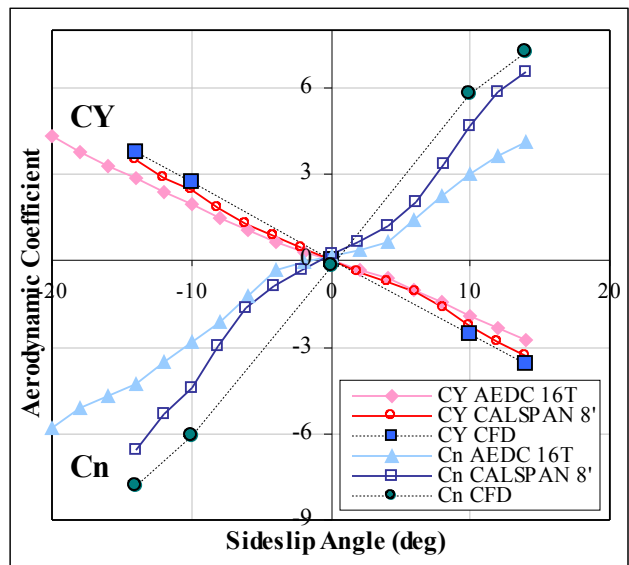 6
CY
3
Aerodynamic Coefficient
0
-20 -10 0 10 20
-3
CY AEDC 16T
CY CALSPAN 8'
CY CFD
Cn AEDC 16T
Cn CALSPAN 8'
Cn CFD
-6
Cn
-9
Sideslip Angle (deg)